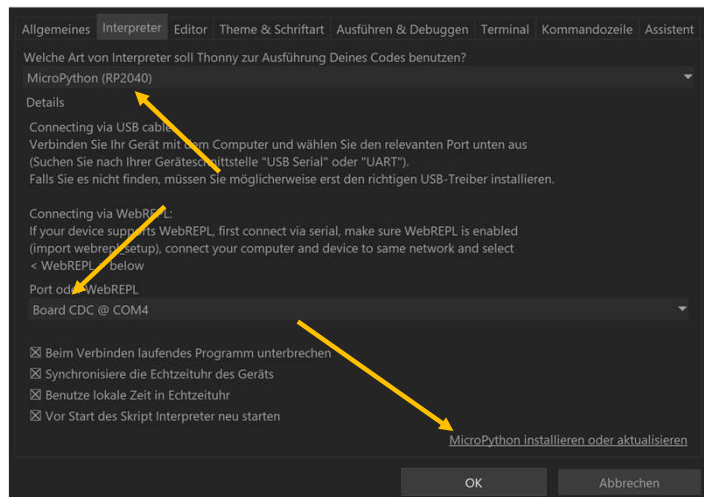 Allgemeines Interpreter Editor Theme & Schriftart Ausführen & Debuggen Terminal Kommandozeile Assistent
Welche Art von Interpreter soll Thonny zur Ausführung Deines Codes benutzen?
MicroPython (RP2040)
Details
Connecting via USB cable:
Verbinden Sie Ihr Gerät mit dem Computer und wählen Sie den relevanten Port unten aus
(Suchen Sie nach Ihrer Geräteschnittstelle "USB Serial" oder "UART").
Falls Sie es nicht finden, müssen Sie möglicherweise erst den richtigen USB-Treiber installieren.
Connecting via WebREPL:
If your device supports WebREPL, first connect via serial, make sure WebREPL is enabled
(import webrepl_setup), connect your computer and device to same network and select
< WebREPL > below
Port oder WebREPL
Board CDC @ COM4
Beim Verbinden laufendes Programm unterbrechen
Synchronisiere die Echtzeituhr des Geräts
Benutze lokale Zeit in Echtzeituhr
Vor Start des Skript Interpreter neu starten
MicroPython installieren oder aktualisieren
OK Abbrechen